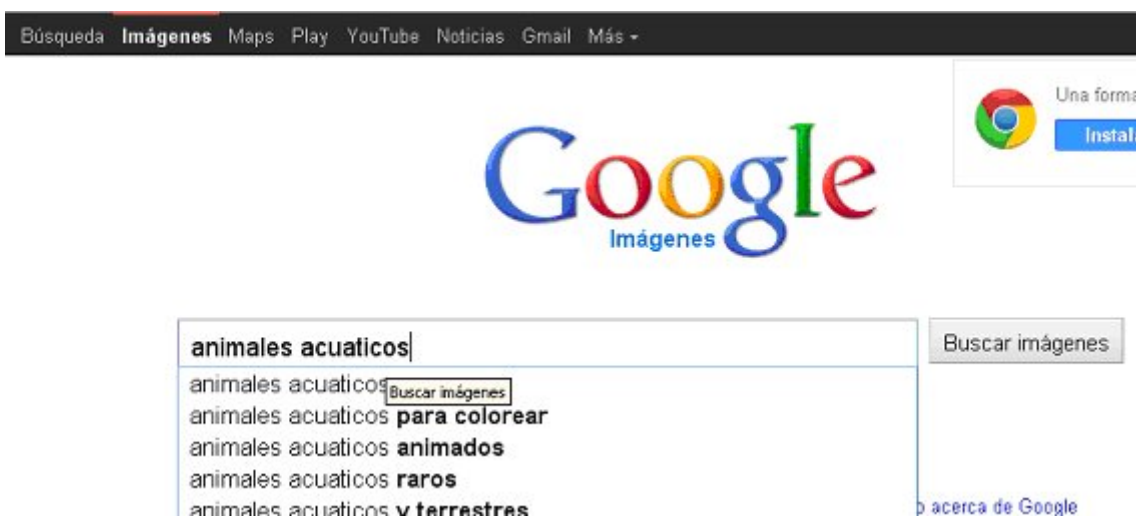 Búsqueda Imágenes Maps Play YouTube Noticias Gmail Más
Una forma
Instal
Google
Imágenes
animales acuaticos
Buscar imágenes
animales acuaticos
Buscar imágenes
animales acuaticos para colorear
animales acuaticos animados
animales acuaticos raros
animales acuaticos y terrestres
acerca de Google